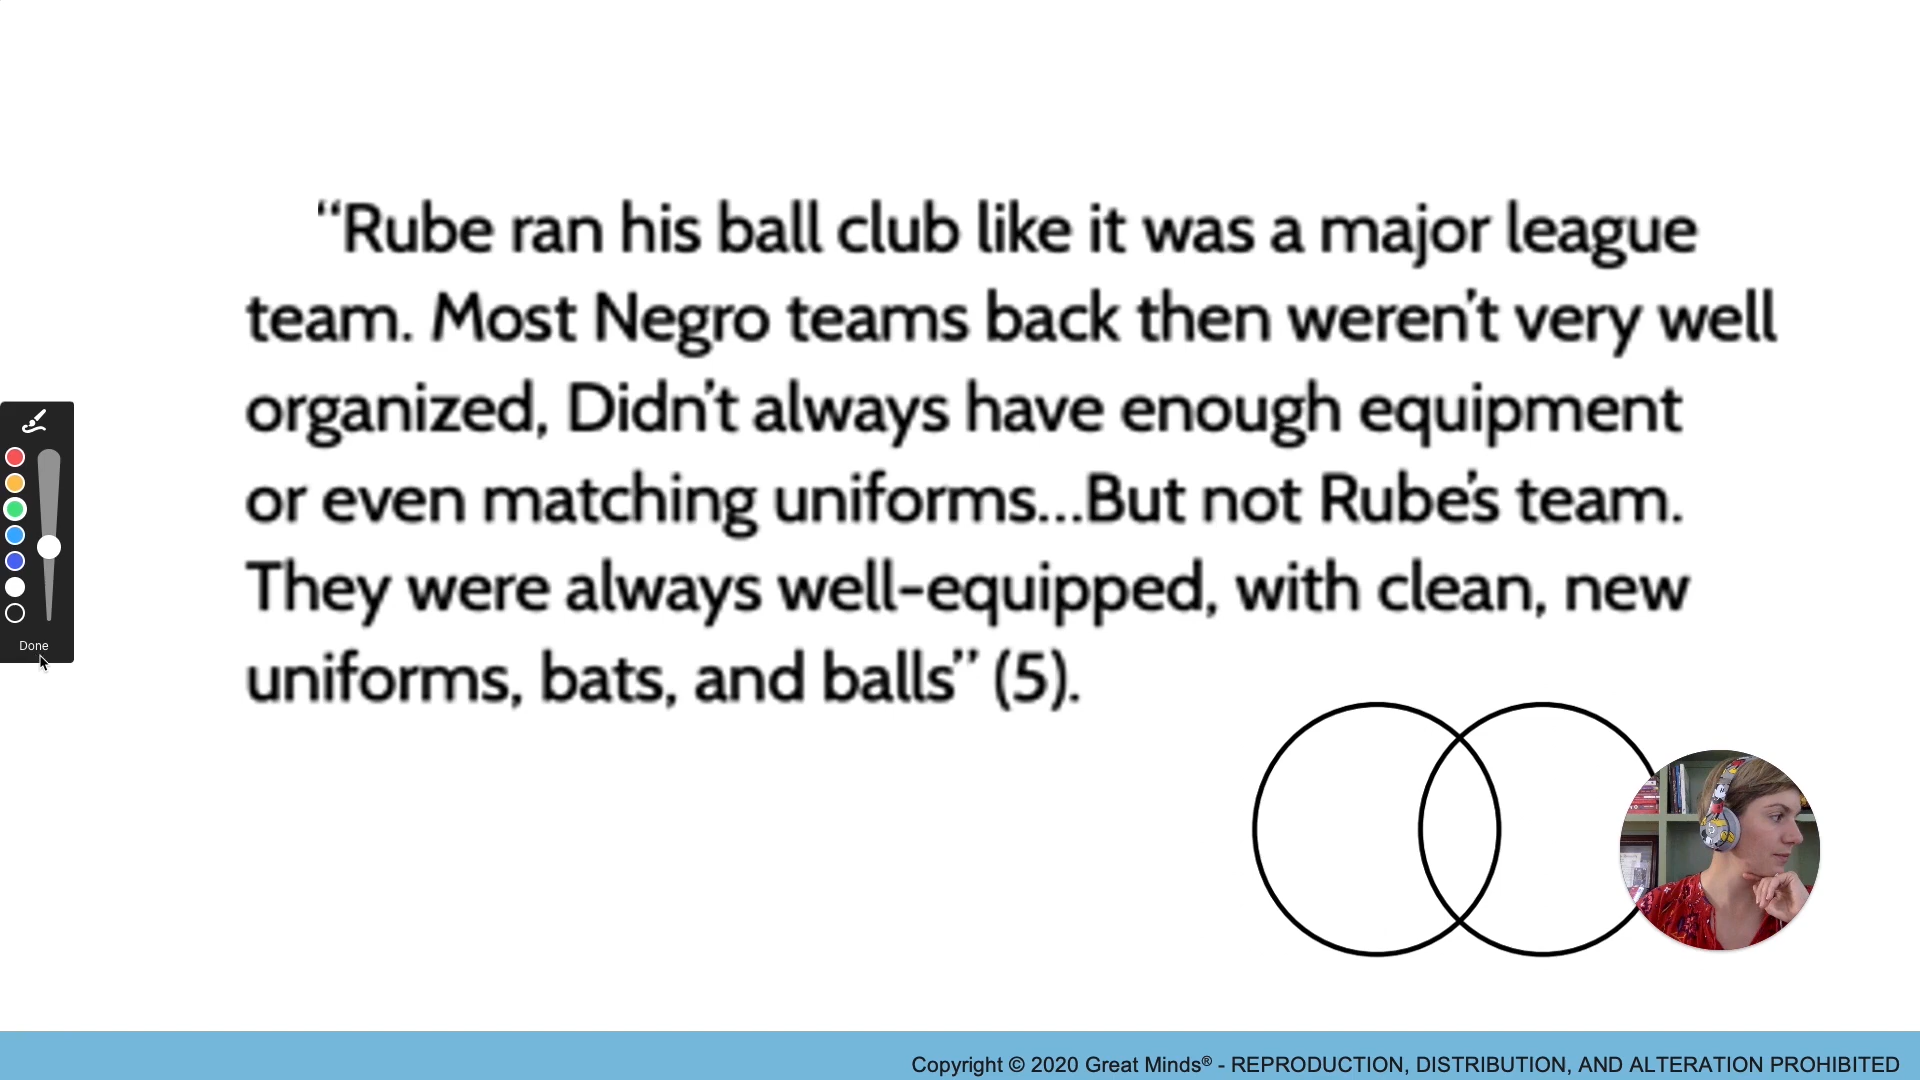 “Rube ran his ball club like it was a major league
team. Most Negro teams back then weren’t very well
organized, Didn’t always have enough equipment
or even matching uniforms...But not Rube’s team.
They were always well-equipped, with clean, new
uniforms, bats, and balls” (5).
Done
Copyright © 2020 Great Minds® - REPRODUCTION, DISTRIBUTION, AND ALTERATION PROHIBITED